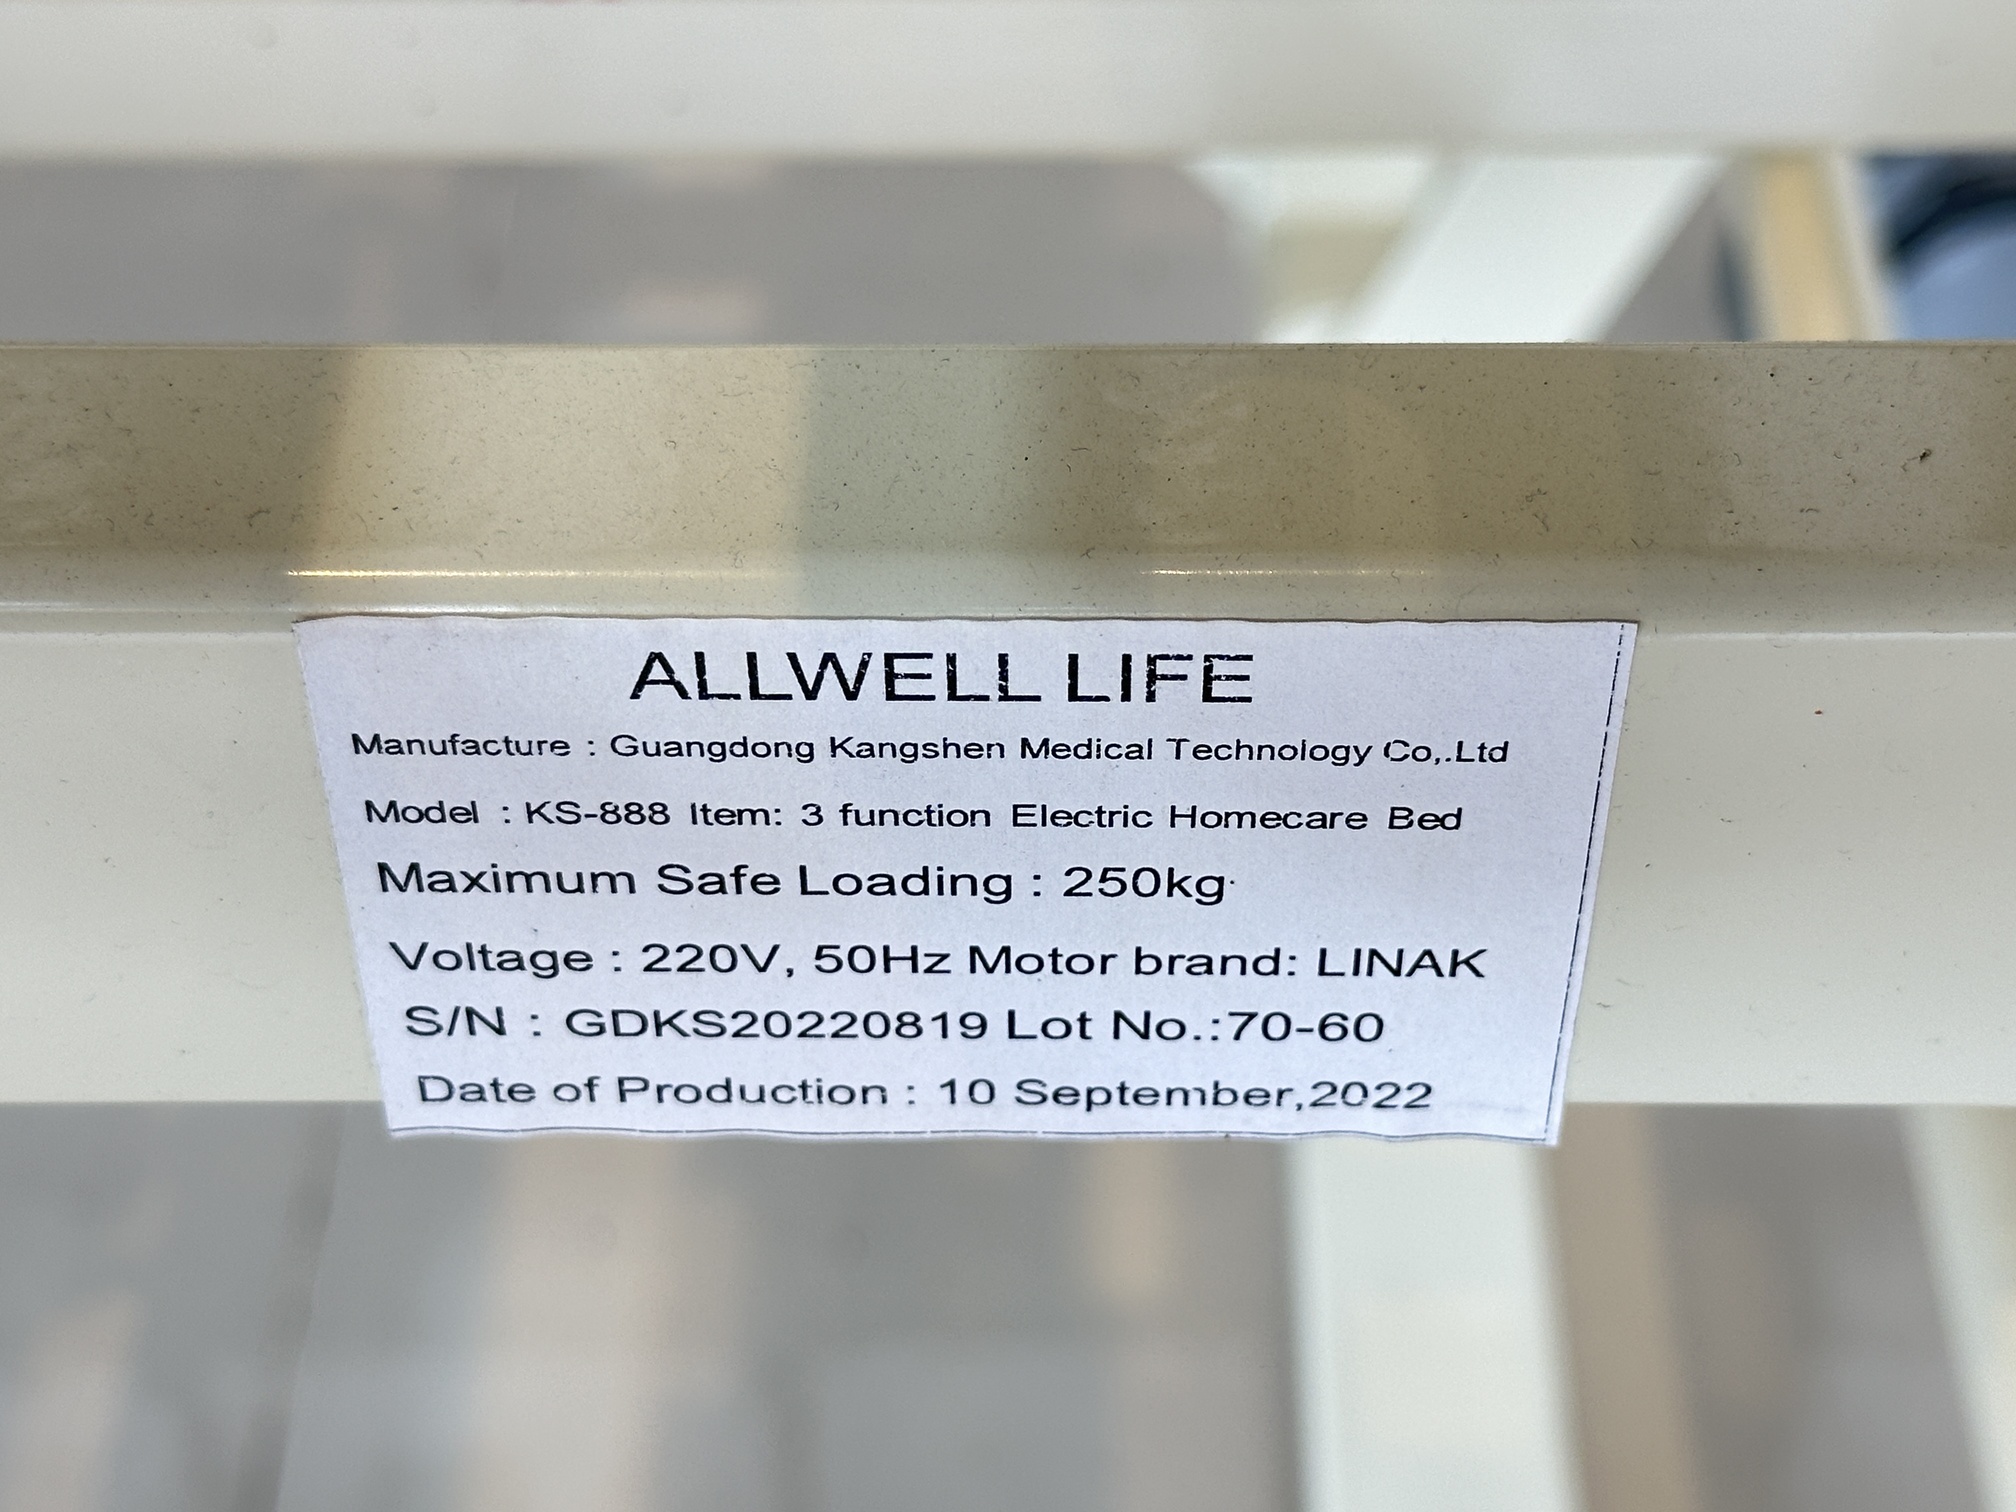 ALLWELL LIFE
Manufacture : Guangdong Kangshen Medical Technology Co,.Ltd
Model : KS-888 Item: 3 function Electric Homecare Bed
Maximum Safe Loading : 250kg
Voltage : 220V, 50Hz Motor brand: LINAK
S/N : GDKS20220819 Lot No.:70-60
Date of Production : 10 September,2022